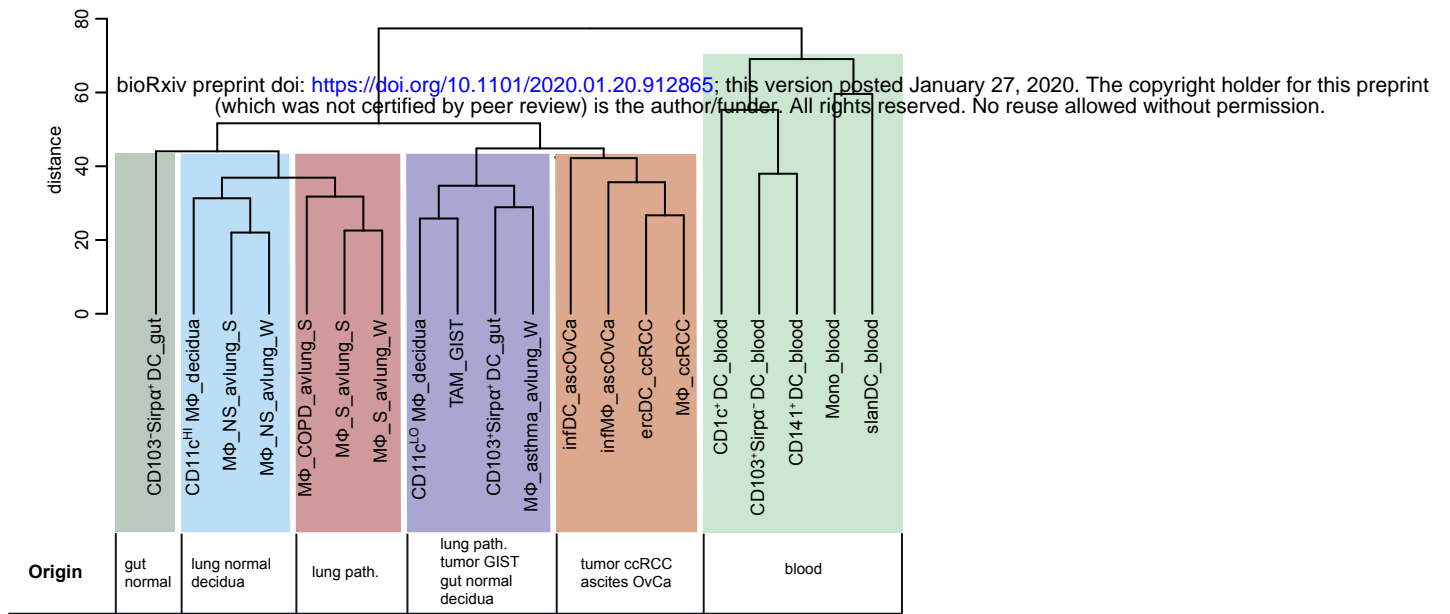 80
bioRxiv preprint doi: https://doi.org/10.1101/2020.01.20.912865; this version posted January 27, 2020. The copyright holder for this preprint
(which was not certified by peer review) is the author/funder. All rights reserved. No reuse allowed without permission.
60
40
20
0
distance
CD103⁻Sirpα⁺ DC_gut
CD11cᴴᴵ MΦ_decidua
MΦ_NS_avlung_S
MΦ_NS_avlung_W
MΦ_COPD_avlung_S
MΦ_S_avlung_S
MΦ_S_avlung_W
CD11cᴸᴼ MΦ_decidua
TAM_GIST
CD103⁺Sirpα⁺ DC_gut
MΦ_asthma_avlung_W
infDC_ascOvCa
infMΦ_ascOvCa
ercDC_ccRCC
MΦ_ccRCC
CD1c⁺ DC_blood
CD103⁺Sirpα⁻ DC_blood
CD141⁺ DC_blood
Mono_blood
slanDC_blood
Origin
gut
normal
lung normal
decidua
lung path.
lung path.
tumor GIST
gut normal
decidua
tumor ccRCC
ascites OvCa
blood